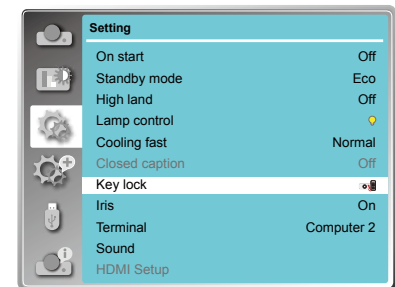 Setting
On start Off
Standby mode Eco
High land Off
Lamp control
Cooling fast Normal
Closed caption Off
Key lock
Iris On
Terminal Computer 2
Sound
HDMI Setup